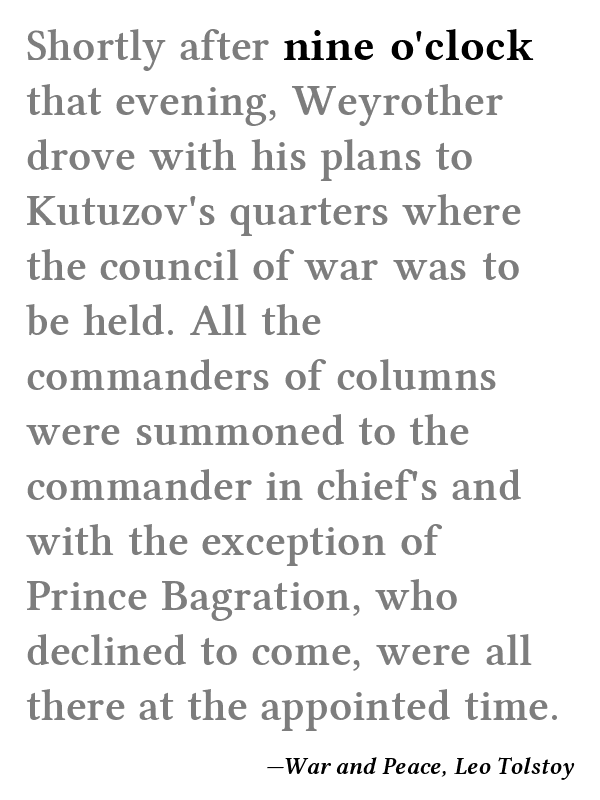 Shortly after nine o'clock
that evening, Weyrother
drove with his plans to
Kutuzov's quarters where
the council of war was to
be held. All the
commanders of columns
were summoned to the
commander in chief's and
with the exception of
Prince Bagration, who
declined to come, were all
there at the appointed time.
—War and Peace, Leo Tolstoy